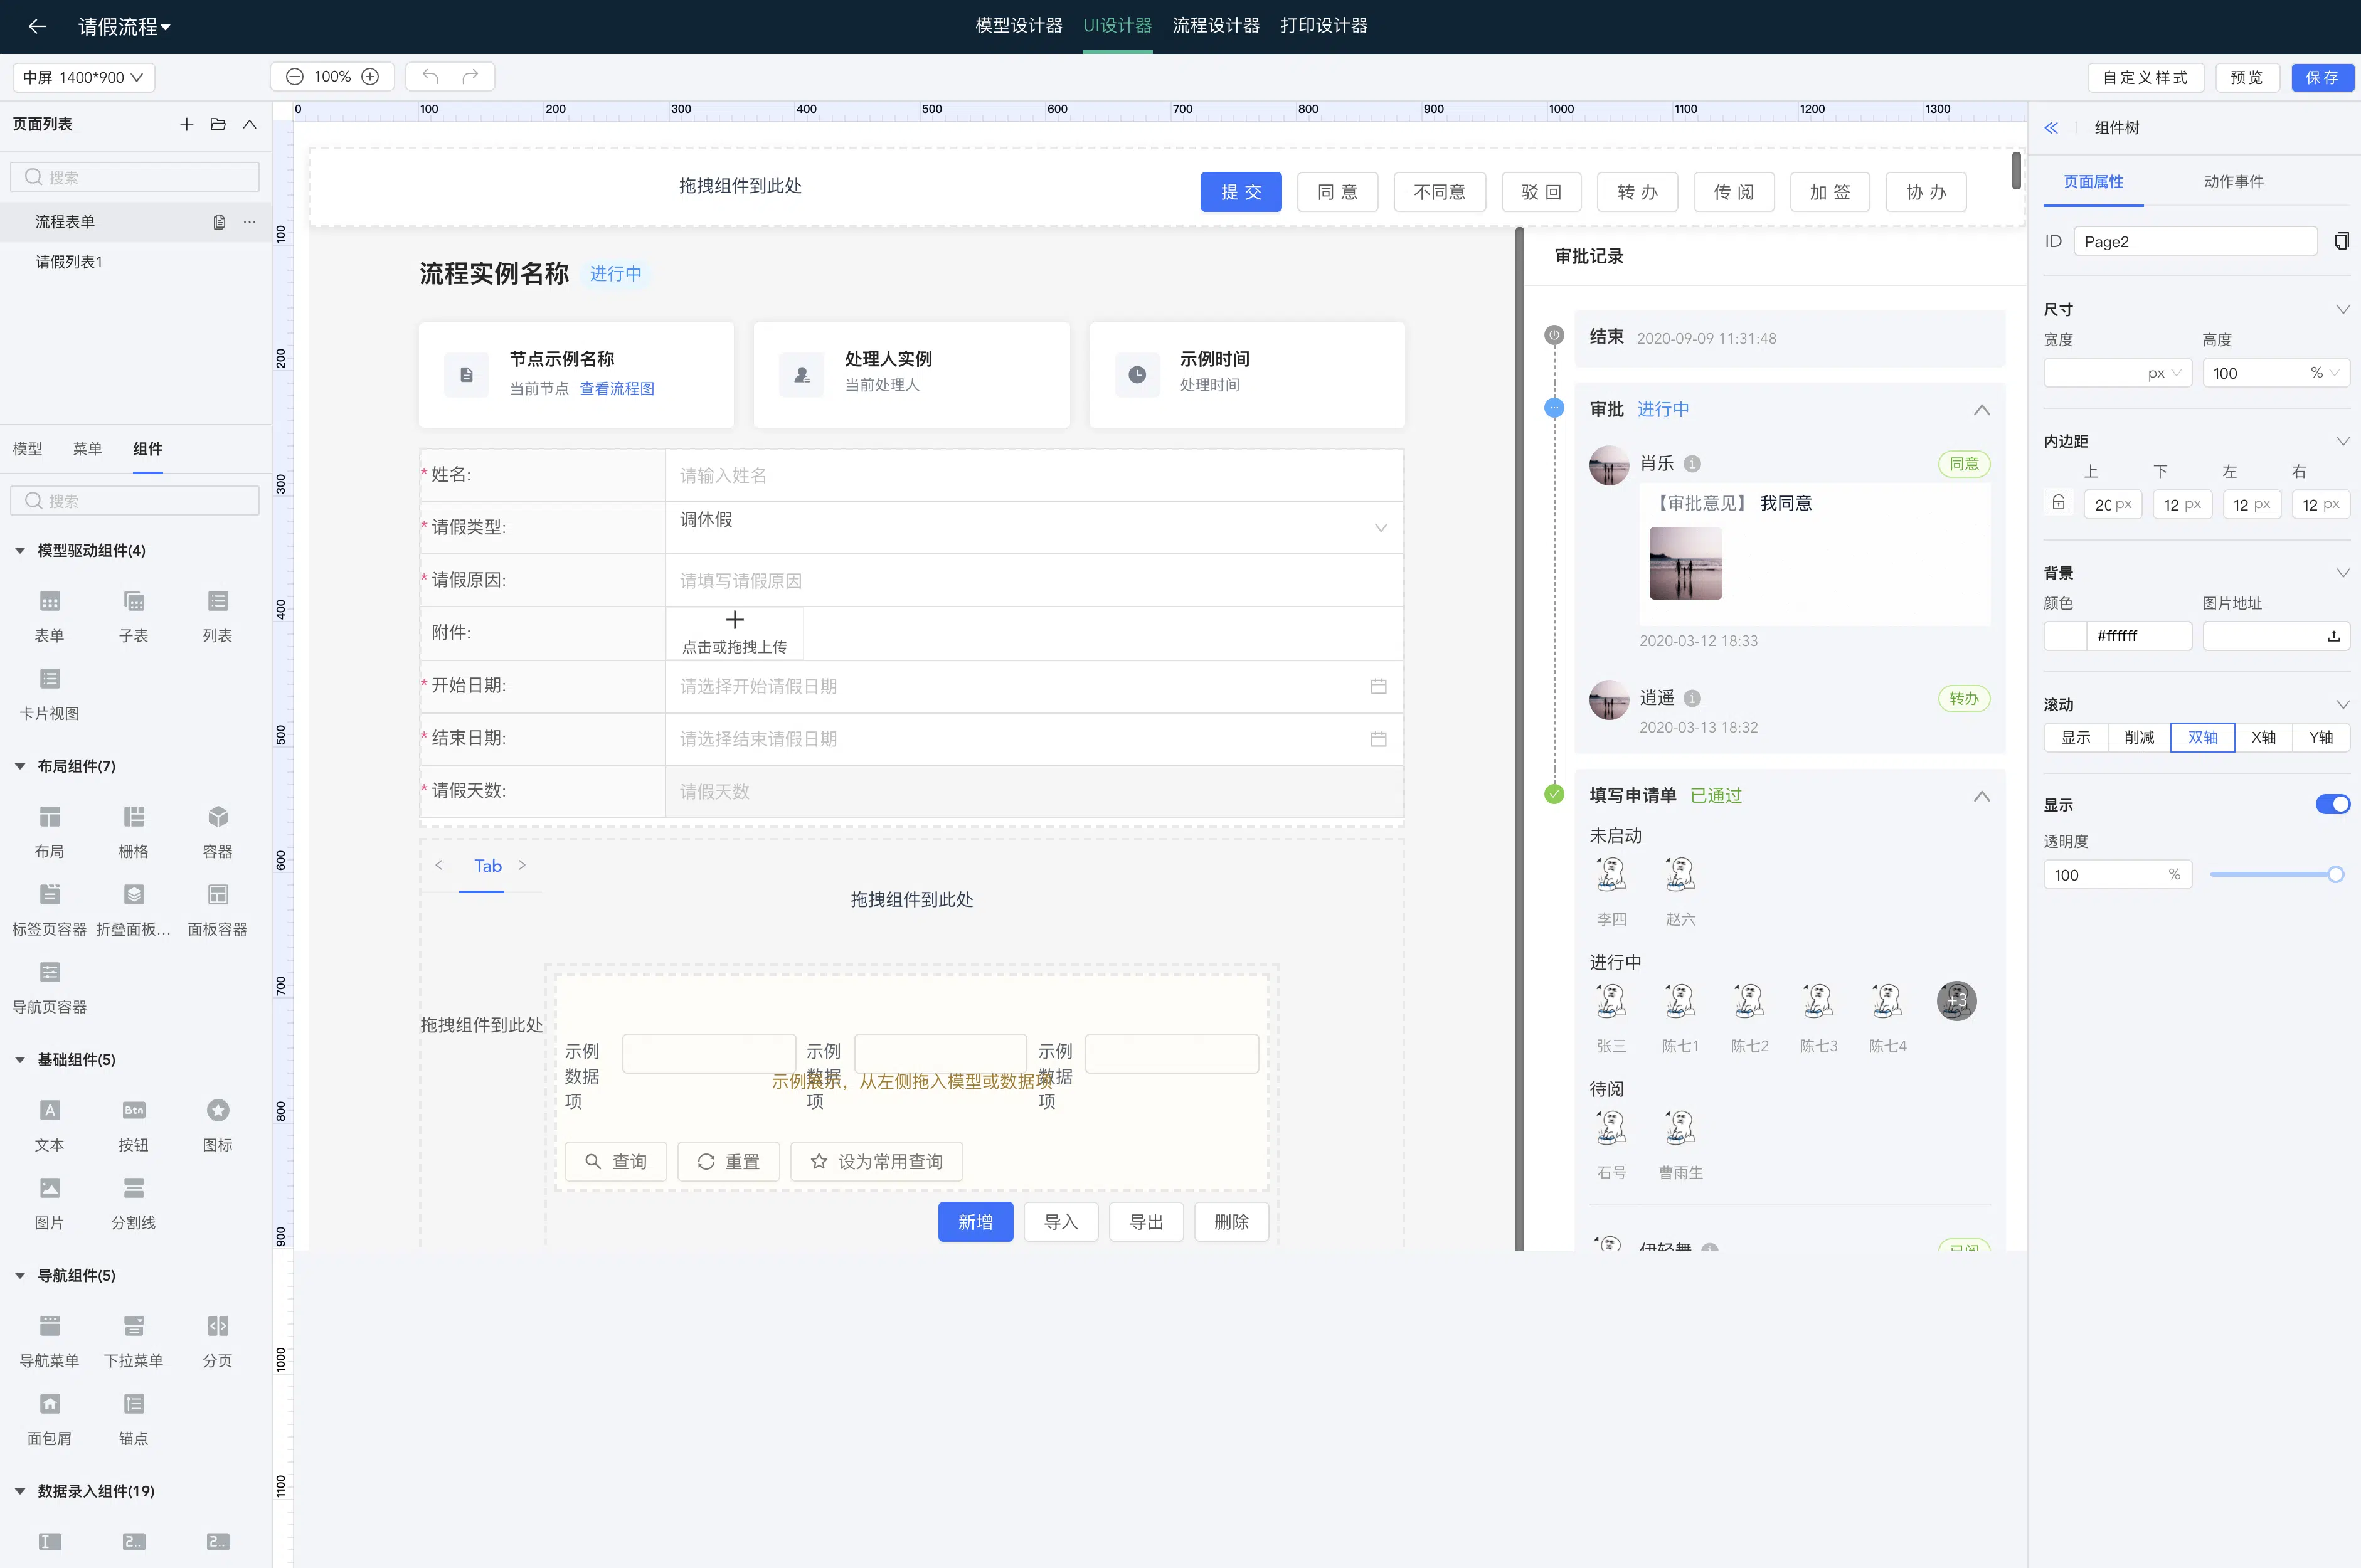 请假流程
模型设计器 UI设计器 流程设计器 打印设计器
中屏 1400*900
100%
自定义样式 预览 保存
页面列表
搜索
流程表单
请假列表1
模型 菜单 组件
搜索
模型驱动组件(4)
表单 子表 列表
卡片视图
布局组件(7)
布局 栅格 容器
标签页容器 折叠面板... 面板容器
导航页容器
基础组件(5)
文本 按钮 图标
A Btn
图片 分割线
导航组件(5)
导航菜单 下拉菜单 分页
面包屑 锚点
数据录入组件(19)
I 2.. 2..
0 100 200 300 400 500 600 700 800 900 1000 1100 1200 1300
100
200
300
400
500
600
700
800
900
1000
1100
拖拽组件到此处
提交 同意 不同意 驳回 转办 传阅 加签 协办
流程实例名称 进行中
节点示例名称
当前节点 查看流程图
处理人实例
当前处理人
示例时间
处理时间
*姓名: 请输入姓名
*请假类型: 调休假
*请假原因: 请填写请假原因
附件: 点击或拖拽上传
*开始日期: 请选择开始请假日期
*结束日期: 请选择结束请假日期
*请假天数: 请假天数
Tab
拖拽组件到此处
拖拽组件到此处
示例数据项 示例数据项 示例数据项
示例展示，从左侧拖入模型或数据项
查询 重置 设为常用查询
新增 导入 导出 删除
审批记录
结束 2020-09-09 11:31:48
审批 进行中
肖乐 1 同意
【审批意见】 我同意
2020-03-12 18:33
逍遥 1 转办
2020-03-13 18:32
填写申请单 已通过
未启动
李四 赵六
进行中
+3
张三 陈七1 陈七2 陈七3 陈七4
待阅
石号 曹雨生
伊轻舞 已阅
组件树
页面属性 动作事件
ID Page2
尺寸
宽度 高度
px 100 %
内边距
上 下 左 右
20 px 12 px 12 px 12 px
背景
颜色 图片地址
#ffffff
滚动
显示 削减 双轴 X轴 Y轴
显示
透明度
100 %